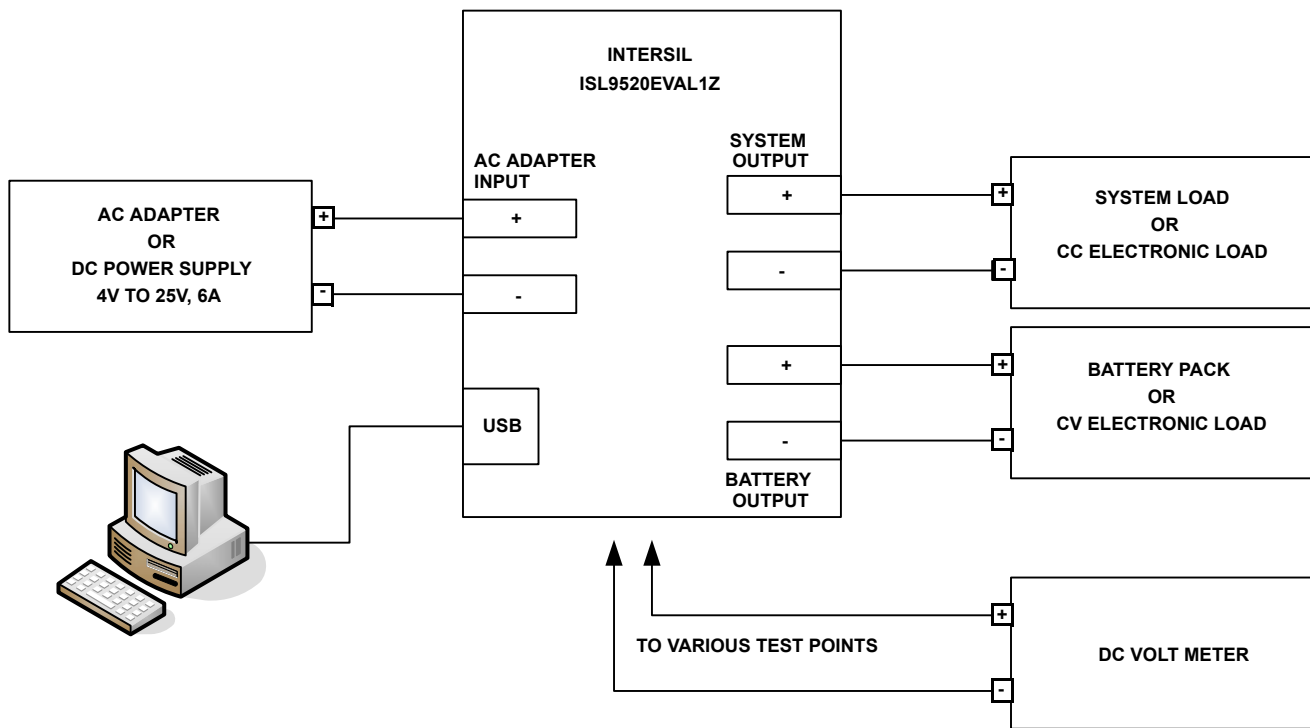 INTERSIL
ISL9520EVAL1Z
AC ADAPTER
INPUT
+
-
USB
SYSTEM
OUTPUT
+
-
+
-
BATTERY
OUTPUT
AC ADAPTER
OR
DC POWER SUPPLY
4V TO 25V, 6A
+
-
+
-
SYSTEM LOAD
OR
CC ELECTRONIC LOAD
+
-
BATTERY PACK
OR
CV ELECTRONIC LOAD
TO VARIOUS TEST POINTS
+
-
DC VOLT METER